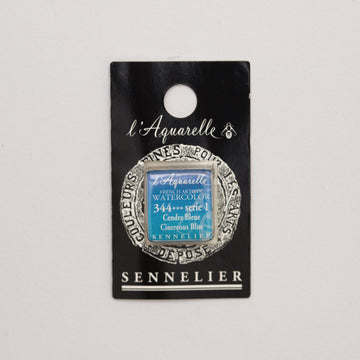 l'Aquarelle
COULEURS FINES POUR LES ARTS
DÉPOSÉ
l'Aquarelle
FRENCH ARTISTS'
WATERCOLOR
344*** serie 1
Cendre Bleue
Cinereous Blue
SENNELIER
SENNELIER